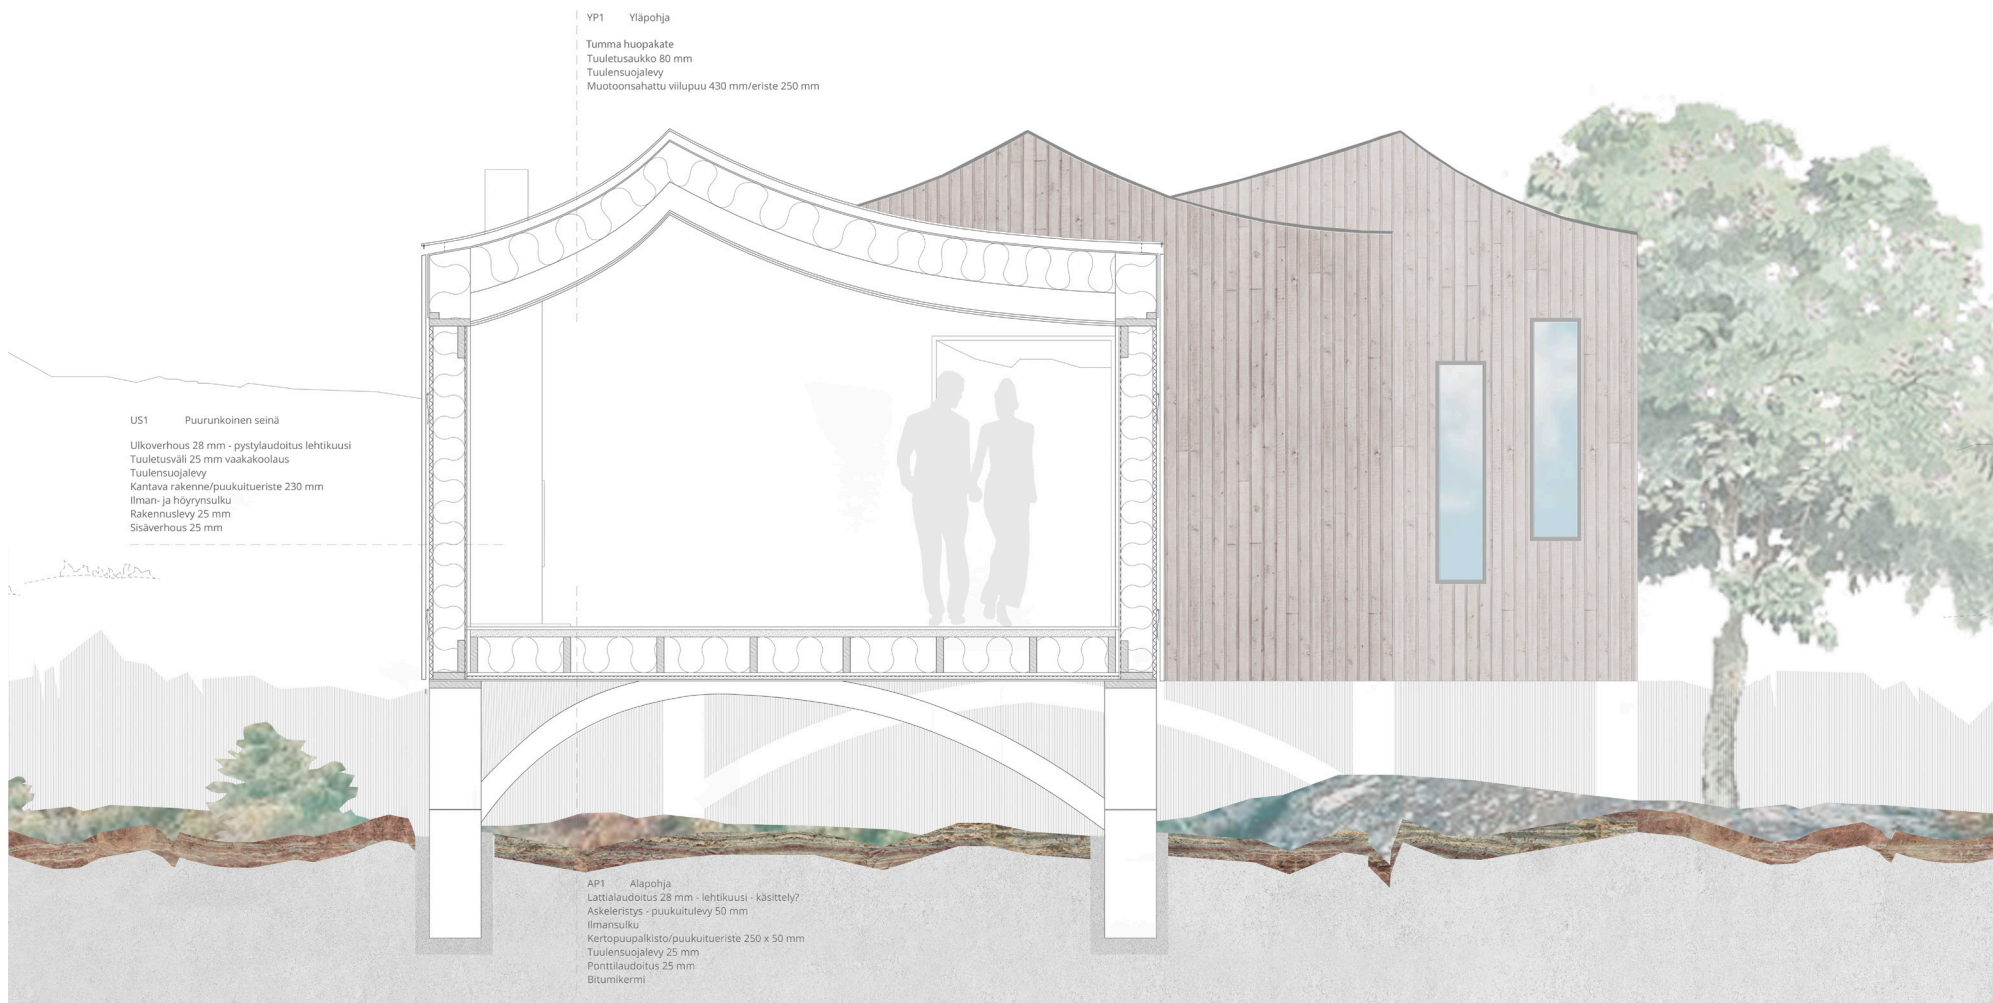 YP1 Yläpohja
Tumma huopakate
Tuuletusaukko 80 mm
Tuulensuojalevy
Muotoonsahattu viilupuu 430 mm/eriste 250 mm
US1 Puurunkoinen seinä
Ulkoverhous 28 mm - pystylaudoitus lehtikuusi
Tuuletusväli 25 mm vaakakoolaus
Tuulensuojalevy
Kantava rakenne/puukuitueriste 230 mm
Ilman- ja höyrynsulku
Rakennuslevy 25 mm
Sisäverhous 25 mm
AP1 Alapohja
Lattialaudoitus 28 mm - lehtikuusi - käsittely?
Askeleristys - puukuitulevy 50 mm
Ilmansulku
Kertopuupalkisto/puukuitueriste 250 x 50 mm
Tuulensuojalevy 25 mm
Ponttilaudoitus 25 mm
Bitumikermi